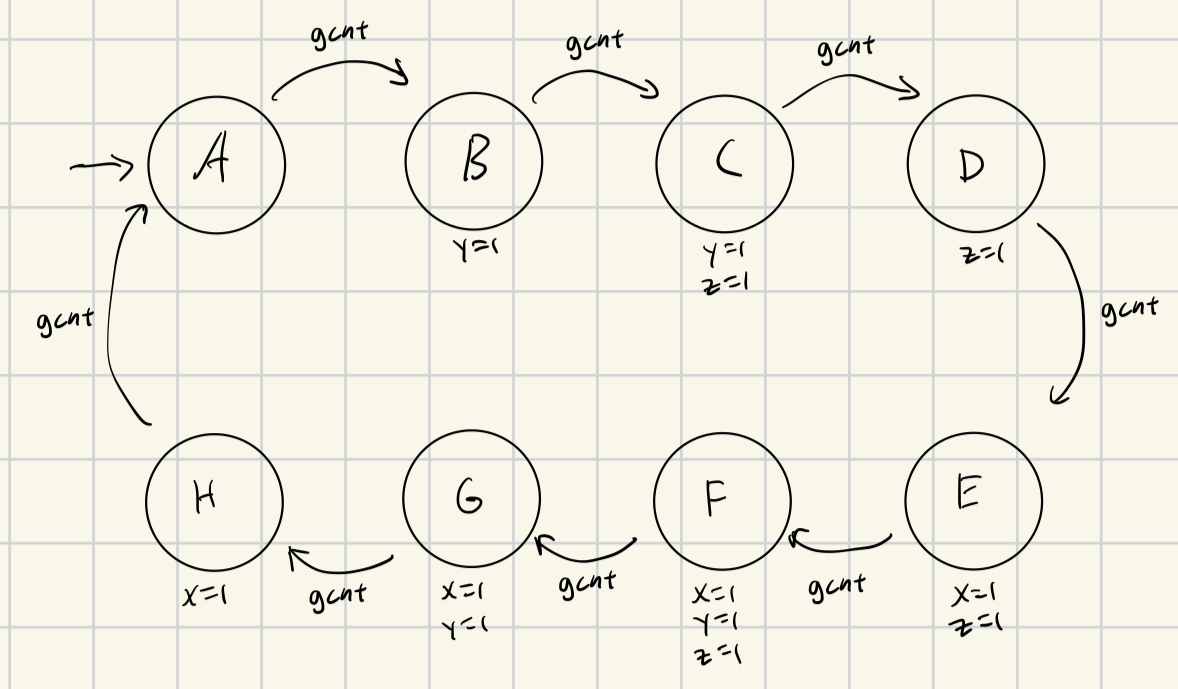 gcnt
gcnt
gcnt
A
B
C
D
y=1
y=1
z=1
z=1
gcnt
gcnt
H
G
F
E
gcnt
gcnt
gcnt
x=1
x=1
y=1
x=1
y=1
z=1
x=1
z=1